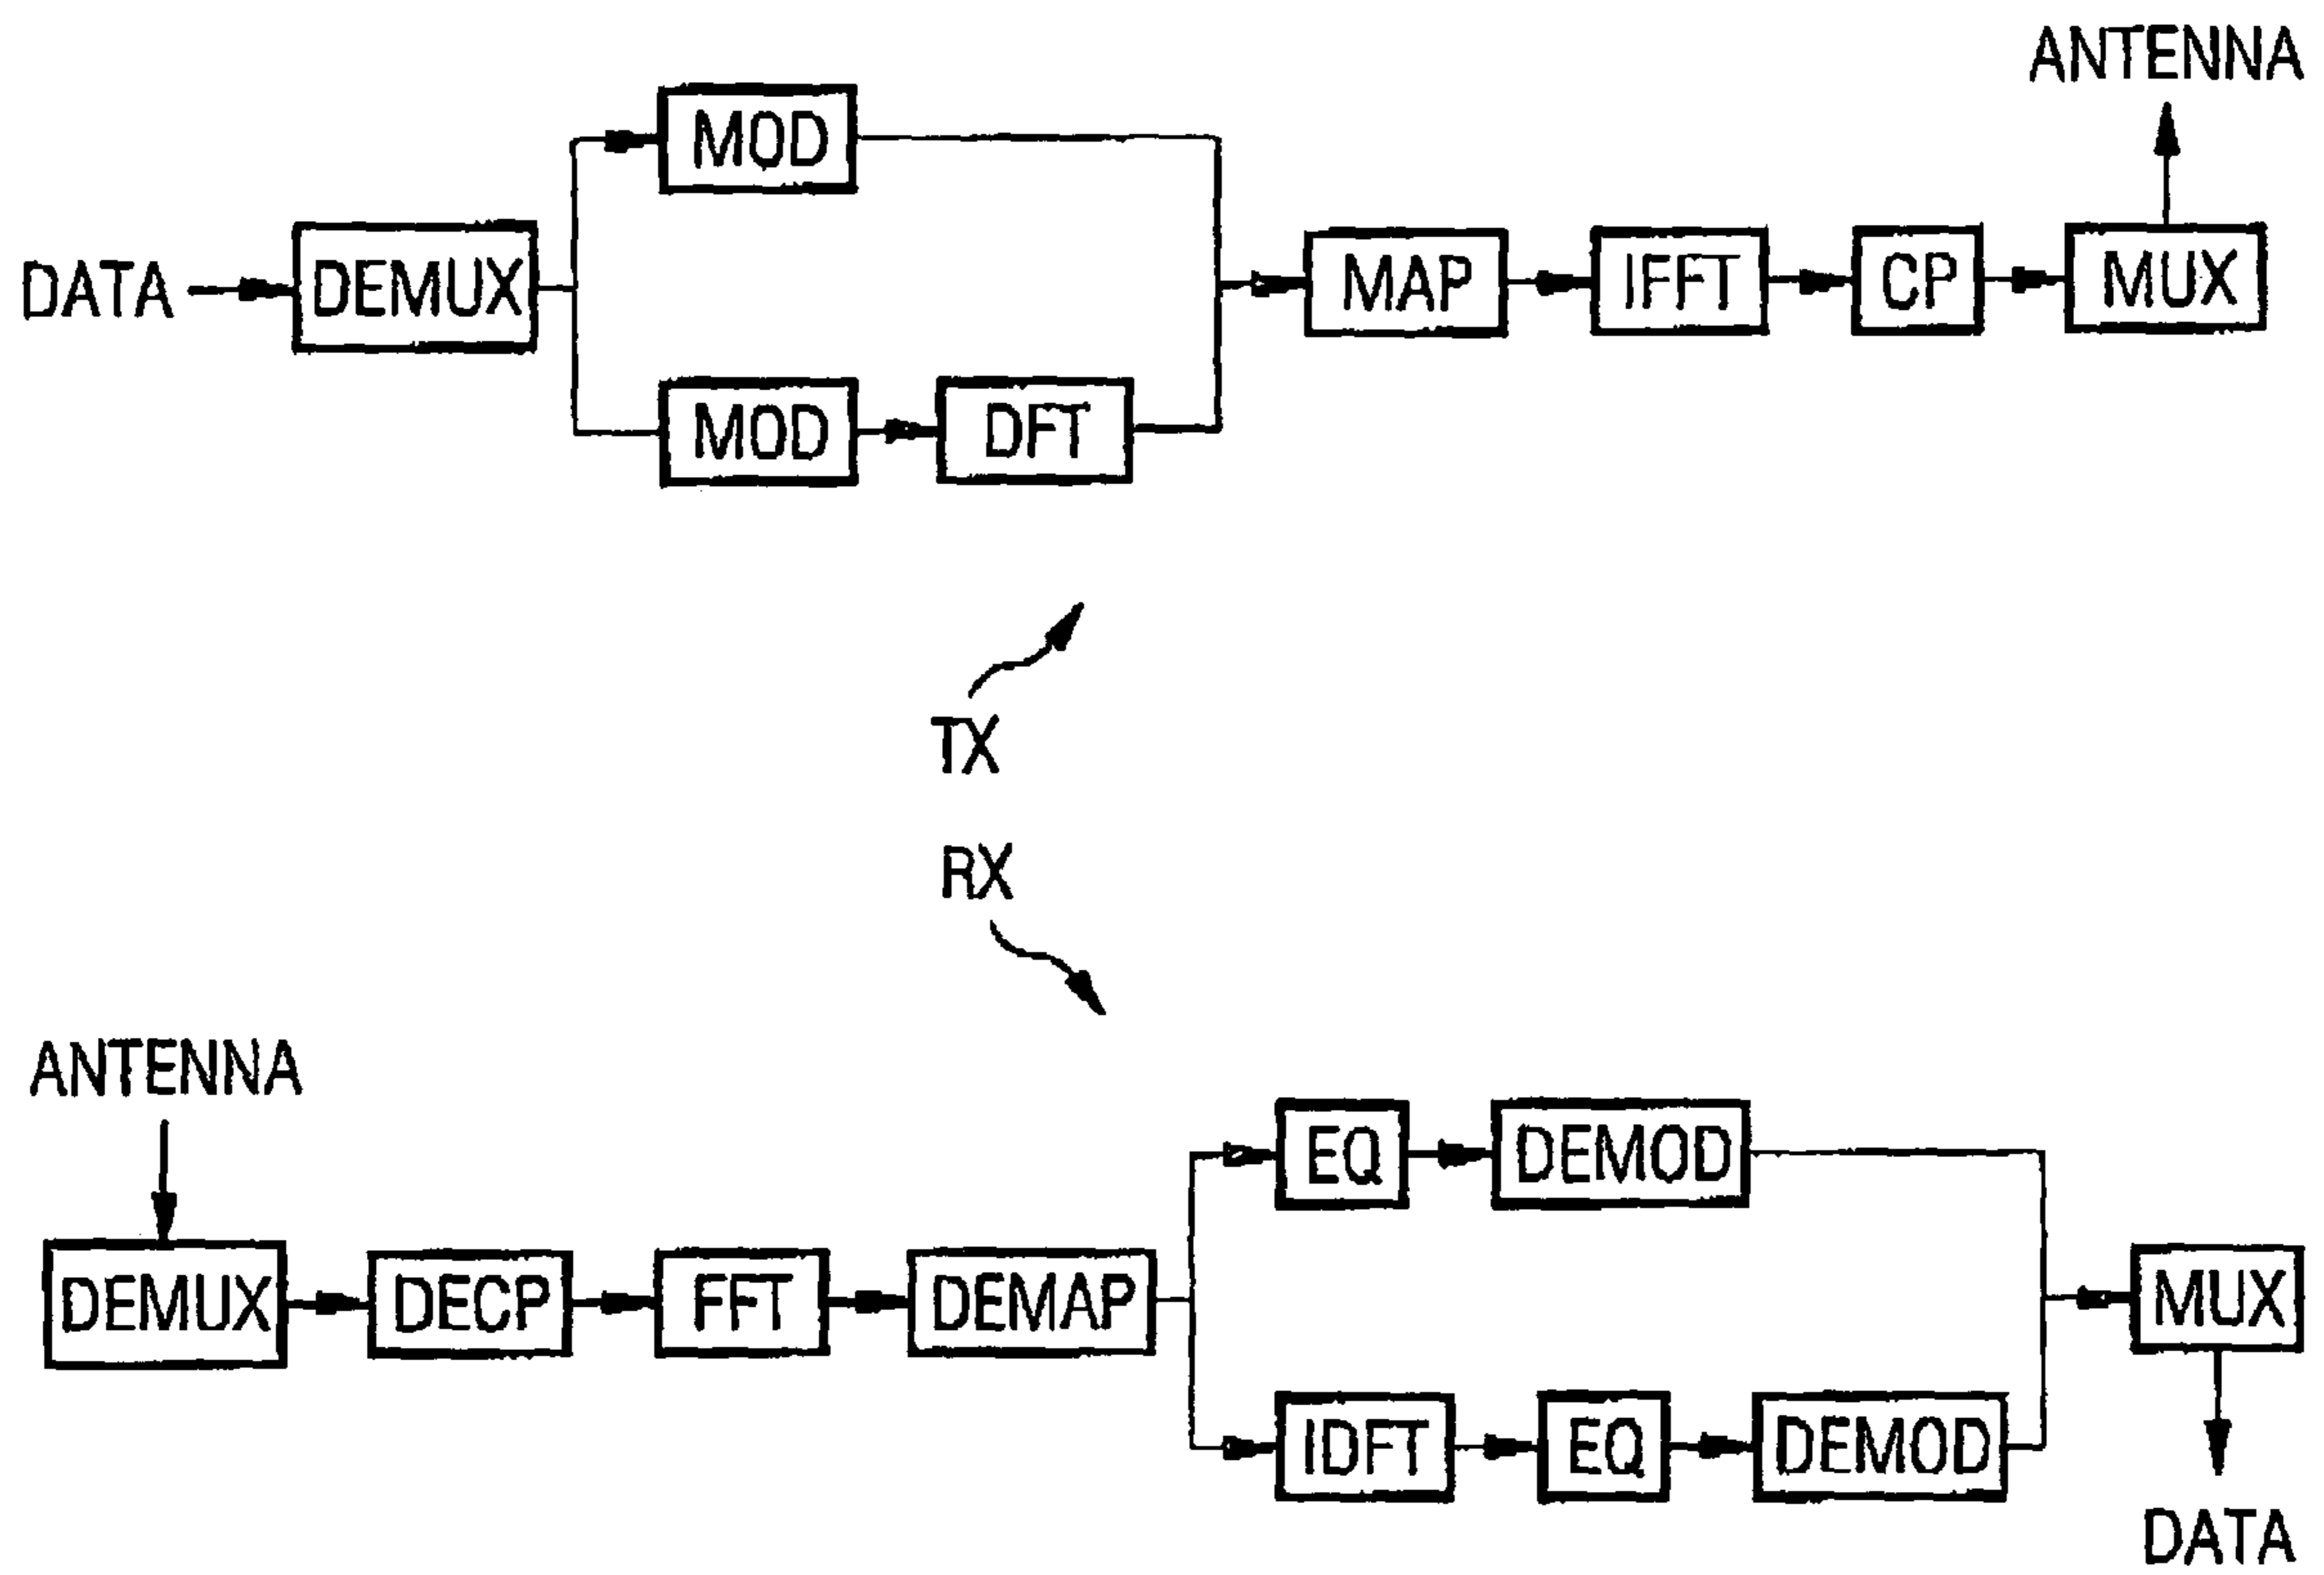 ANTENNA
MOD
DATA
DEMUX
MAP
IFFT
CP
MUX
MOD
DFT
TX
RX
ANTENNA
EQ
DEMOD
DEMUX
DECP
FFT
DEMAP
MUX
IDFT
EQ
DEMOD
DATA